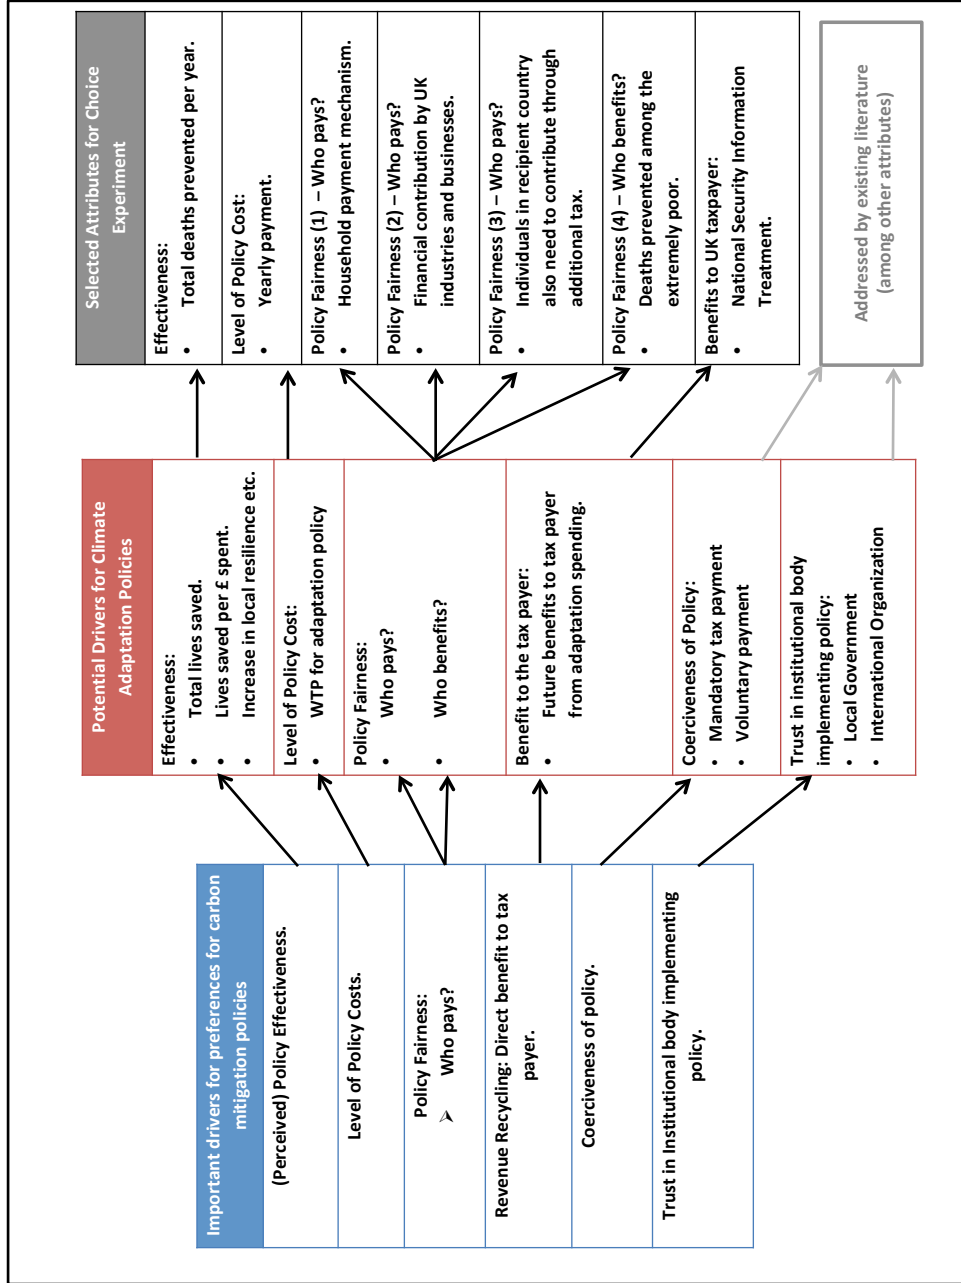 Important drivers for preferences for carbon
mitigation policies
(Perceived) Policy Effectiveness.
Level of Policy Costs.
Policy Fairness:
➢ Who pays?
Revenue Recycling: Direct benefit to tax
payer.
Coerciveness of policy.
Trust in Institutional body implementing
policy.
Potential Drivers for Climate
Adaptation Policies
Effectiveness:
• Total lives saved.
• Lives saved per £ spent.
• Increase in local resilience etc.
Level of Policy Cost:
• WTP for adaptation policy
Policy Fairness:
• Who pays?
• Who benefits?
Benefit to the tax payer:
• Future benefits to tax payer
from adaptation spending.
Coerciveness of Policy:
• Mandatory tax payment
• Voluntary payment
Trust in institutional body
implementing policy:
• Local Government
• International Organization
Selected Attributes for Choice
Experiment
Effectiveness:
• Total deaths prevented per year.
Level of Policy Cost:
• Yearly payment.
Policy Fairness (1) – Who pays?
• Household payment mechanism.
Policy Fairness (2) – Who pays?
• Financial contribution by UK
industries and businesses.
Policy Fairness (3) – Who pays?
• Individuals in recipient country
also need to contribute through
additional tax.
Policy Fairness (4) – Who benefits?
• Deaths prevented among the
extremely poor.
Benefits to UK taxpayer:
• National Security Information
Treatment.
Addressed by existing literature
(among other attributes)